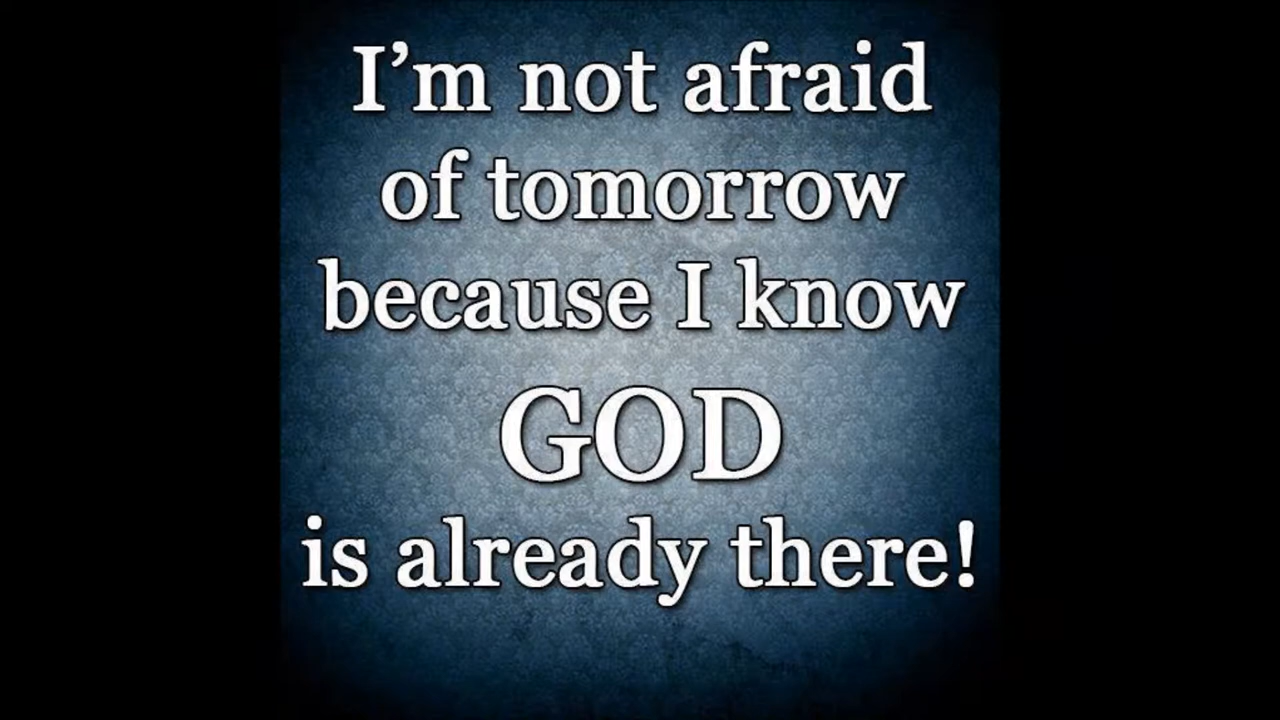 I’m not afraid
of tomorrow
because I know
GOD
is already there!